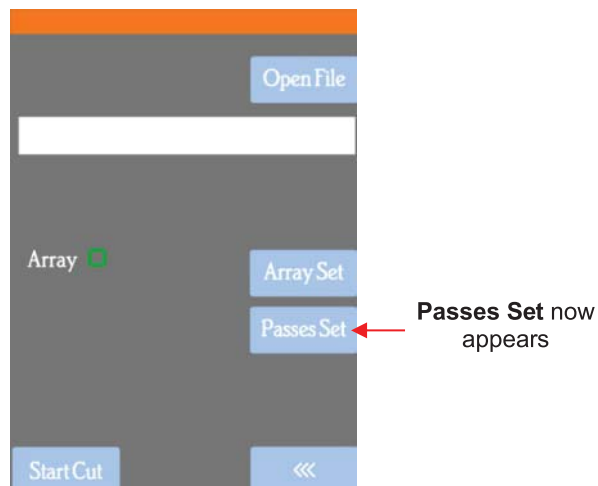 Open File
Array
Array Set
Passes Set
Passes Set now
appears
Start Cut
<<<